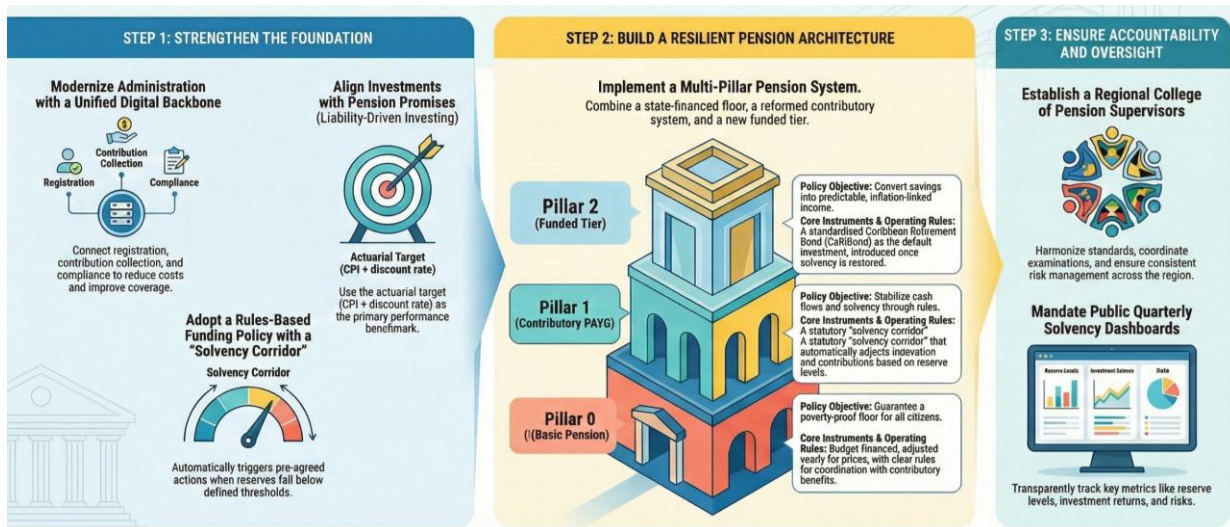 STEP 1: STRENGTHEN THE FOUNDATION
Modernize Administration
with a Unified Digital Backbone
Contribution
Collection
Registration
Compliance
Connect registration,
contribution collection, and
compliance to reduce costs
and improve coverage.
Align Investments
with Pension Promises
(Liability-Driven Investing)
Actuarial Target
(CPI + discount rate)
Use the actuarial target
(CPI + discount rate) as
the primary performance
benifmark.
Adopt a Rules-Based
Funding Policy with a
"Solvency Corridor"
Solvency Corridor
Automatically triggers pre-agreed
actions when reserves fall below
defined thresholds.
STEP 2: BUILD A RESILIENT PENSION ARCHITECTURE
Implement a Multi-Pillar Pension System.
Combine a state-financed floor, a reformed contributory
system, and a new funded tier.
Pillar 2
(Funded Tier)
Policy Objective: Convert savings
into predictable, inflation-linked
income.
Core Instruments & Operating Rules:
A standardised Coribbeon Rotirement
Bond (CaRiBond) as the default
investment, introduced once
solvency is restored.
Pillar 1
(Contributory PAYG)
Policy Objective: Stabilize cash
flows and solvency through rules.
Core Instruments & Operating Rules:
A statutory "solvency corridor"
A statutory "solvency corridor" that
automatically adjects indevation
and contributions based on reserve
levels.
Pillar 0
(!(Basic Pension)
Policy Objective: Guarantee a
poverty-proof floor for all citizens.
Core Instruments & Operating
Rules: Budget financed, adjusted
yearly for prices, with clear rules
for coordination with contributory
benefits.
STEP 3: ENSURE ACCOUNTABILITY
AND OVERSIGHT
Establish a Regional College
of Pension Supervisors
Harmonize standards, coordinate
examinations, and ensure consistent
risk management across the region.
Mandate Public Quarterly
Solvency Dashboards
Reserve Levels
Investment Science
Data
Transparently track key metrics like reserve
levels, investment returns, and risks.